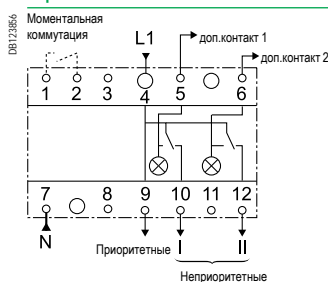 DB123856
Моментальная
коммутация
L1
доп.контакт 1
доп.контакт 2
1 2 3 4 5 6
7 8 9 10 11 12
N
Приоритетные
I II
Неприоритетные